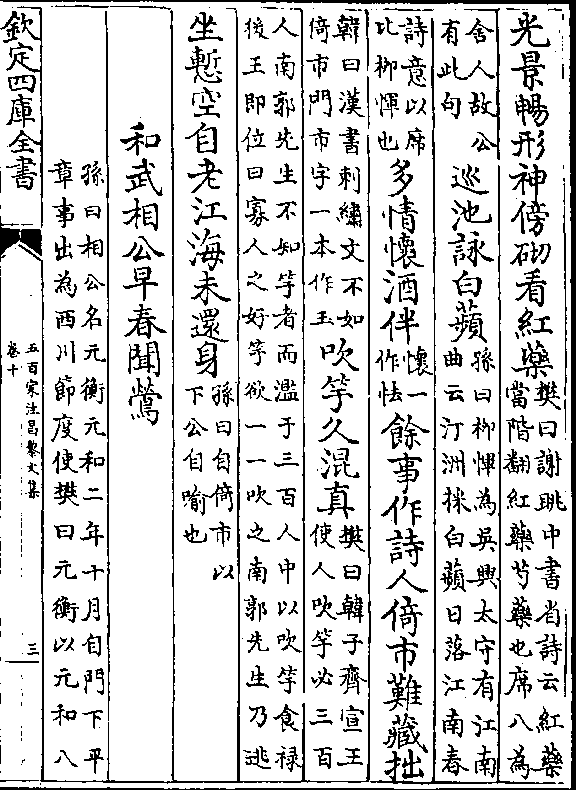 光景暢形神傍砌看紅藥
樊曰謝眺中書省詩云紅藥
當階翻紅藥芍藥也席八為
舍人故公
有此句
巡池詠白蘋
孫曰栁惲為吳興太守有江南
曲云汀洲採白蘋日落江南春
詩意以席
比栁惲也
多情懷酒伴
懷一
作怯
餘事作詩人倚市難藏拙
韓曰漢書刺繡文不如
倚市門市字一本作玉
吹竽久混真
樊曰韓子齊宣王
使人吹竽必三百
人南郭先生不知竽者而濫于三百人中以吹竽食禄
後王即位曰寡人之好竽欲一一吹之南郭先生乃逃
坐慙空自老江海未還身
孫曰自倚市以
下公自喻也
和武相公早春聞鶯
孫曰相公名元衡元和二年十月自門下平
章事出為西川節度使樊曰元衡以元和八
欽定四庫全書
五百家注昌黎文集
卷十
三